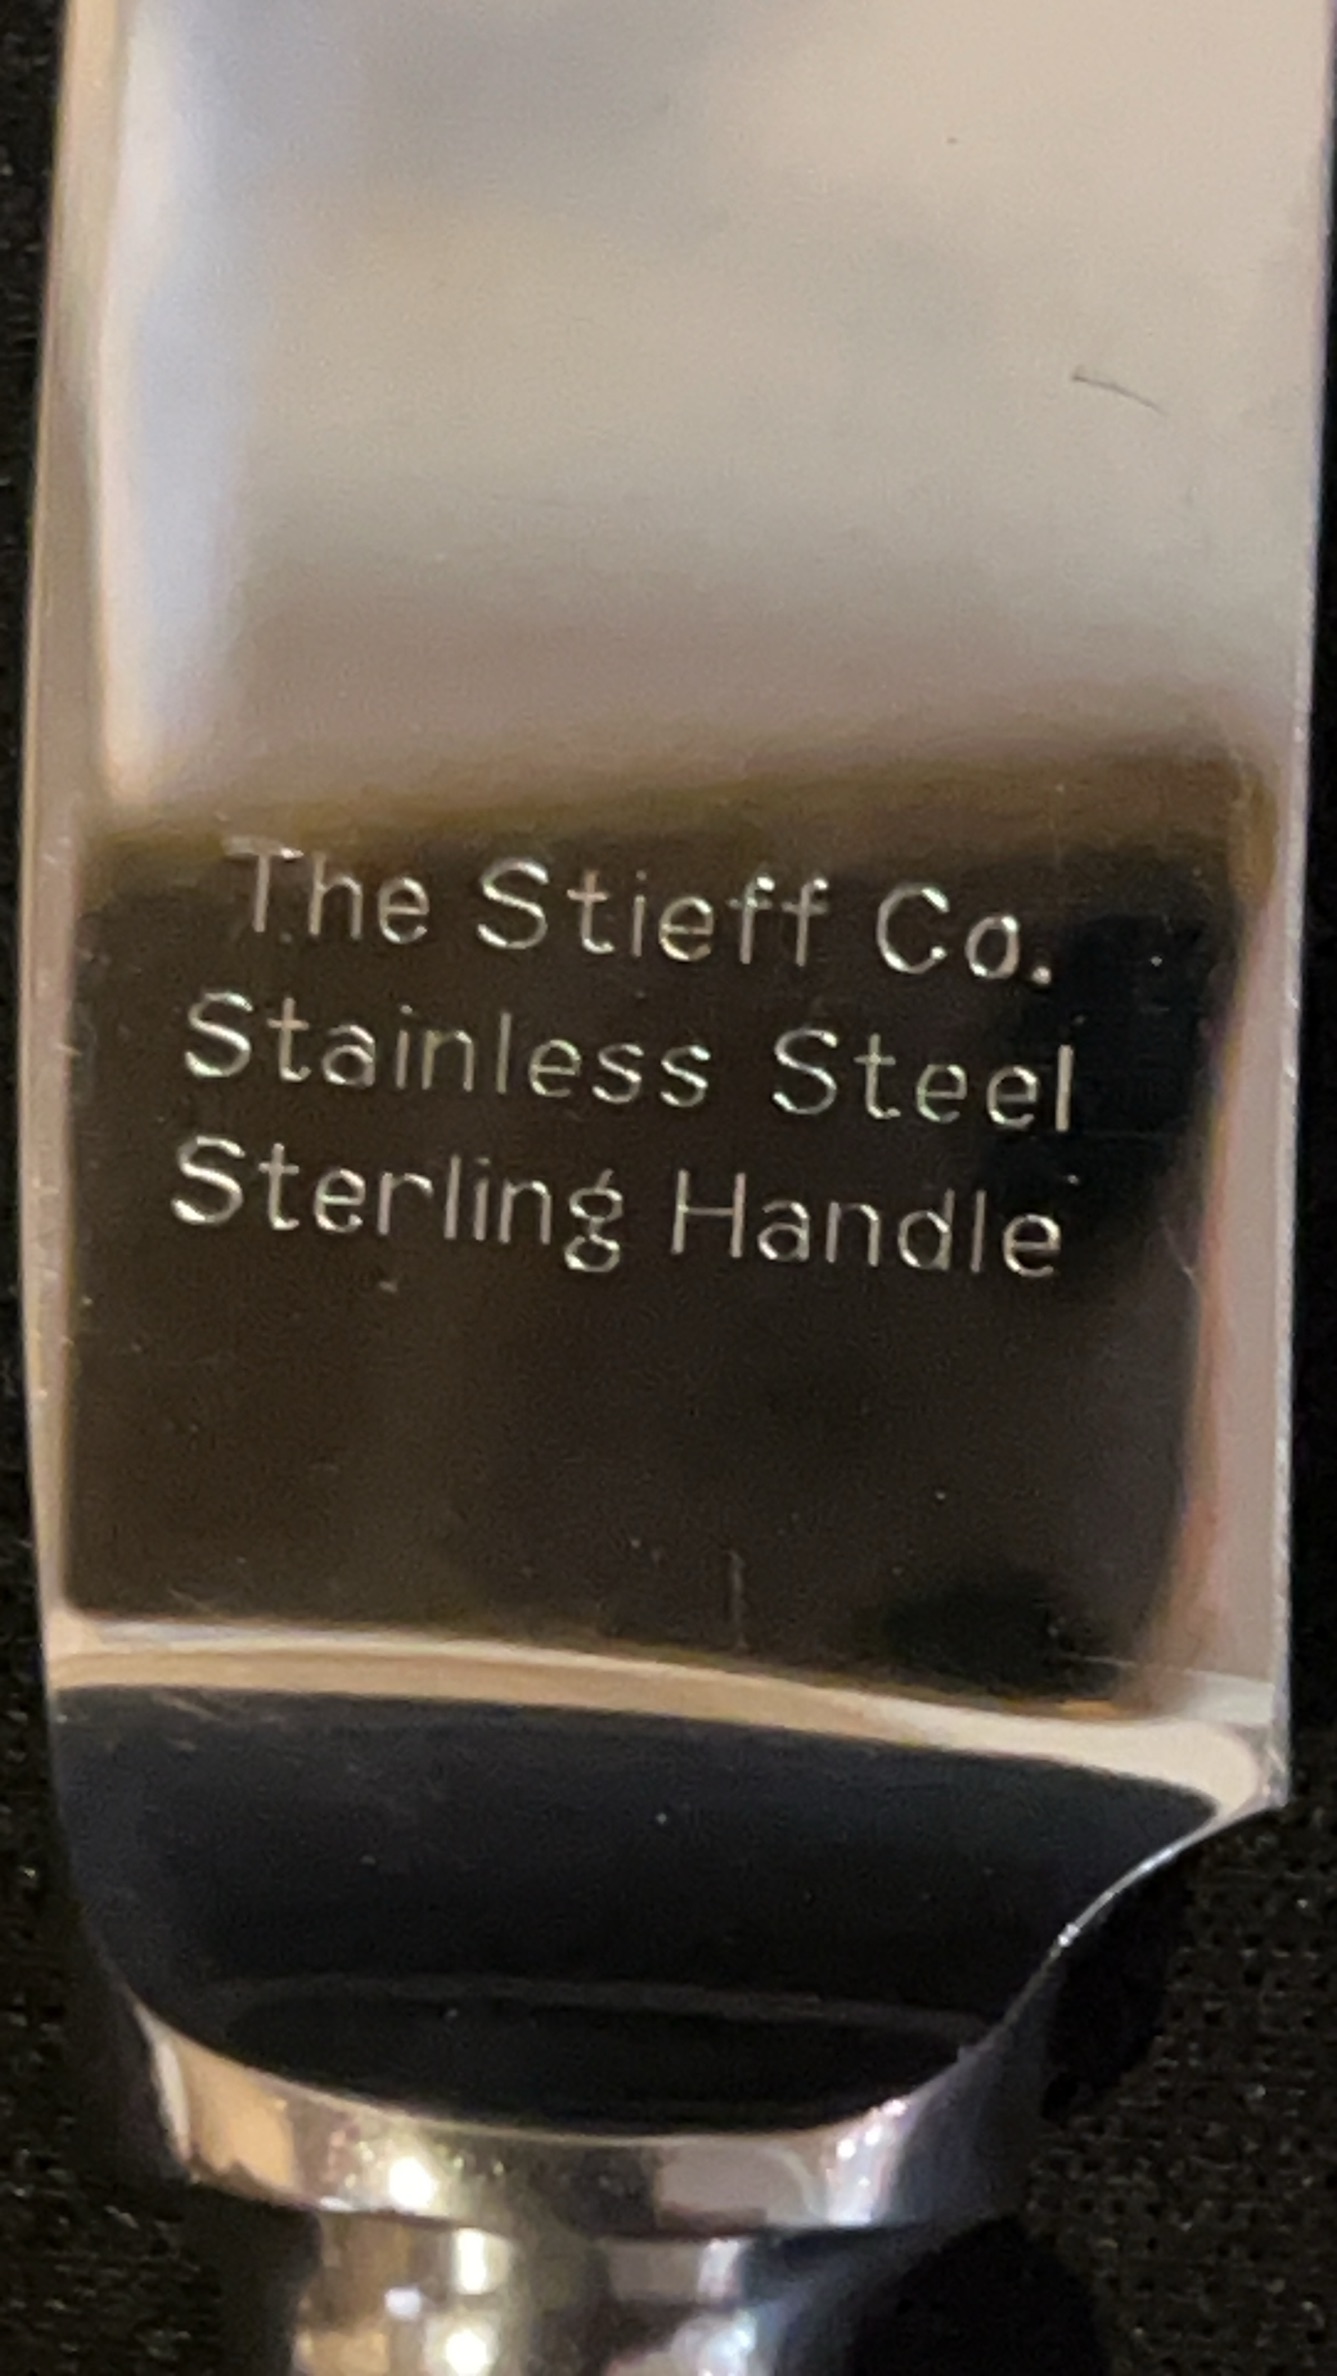 The Stieff Co.
Stainless Steel
Sterling Handle